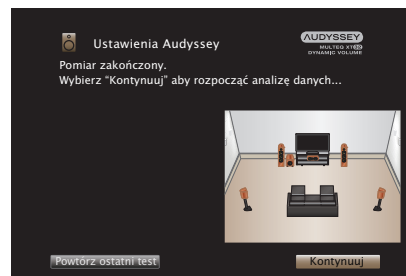 Ustawienia Audyssey
AUDYSSEY
MULTEQ XT32
DYNAMIC VOLUME
Pomiar zakończony.
Wybierz “Kontynuuj” aby rozpocząć analizę danych...
Powtórz ostatni test
Kontynuuj